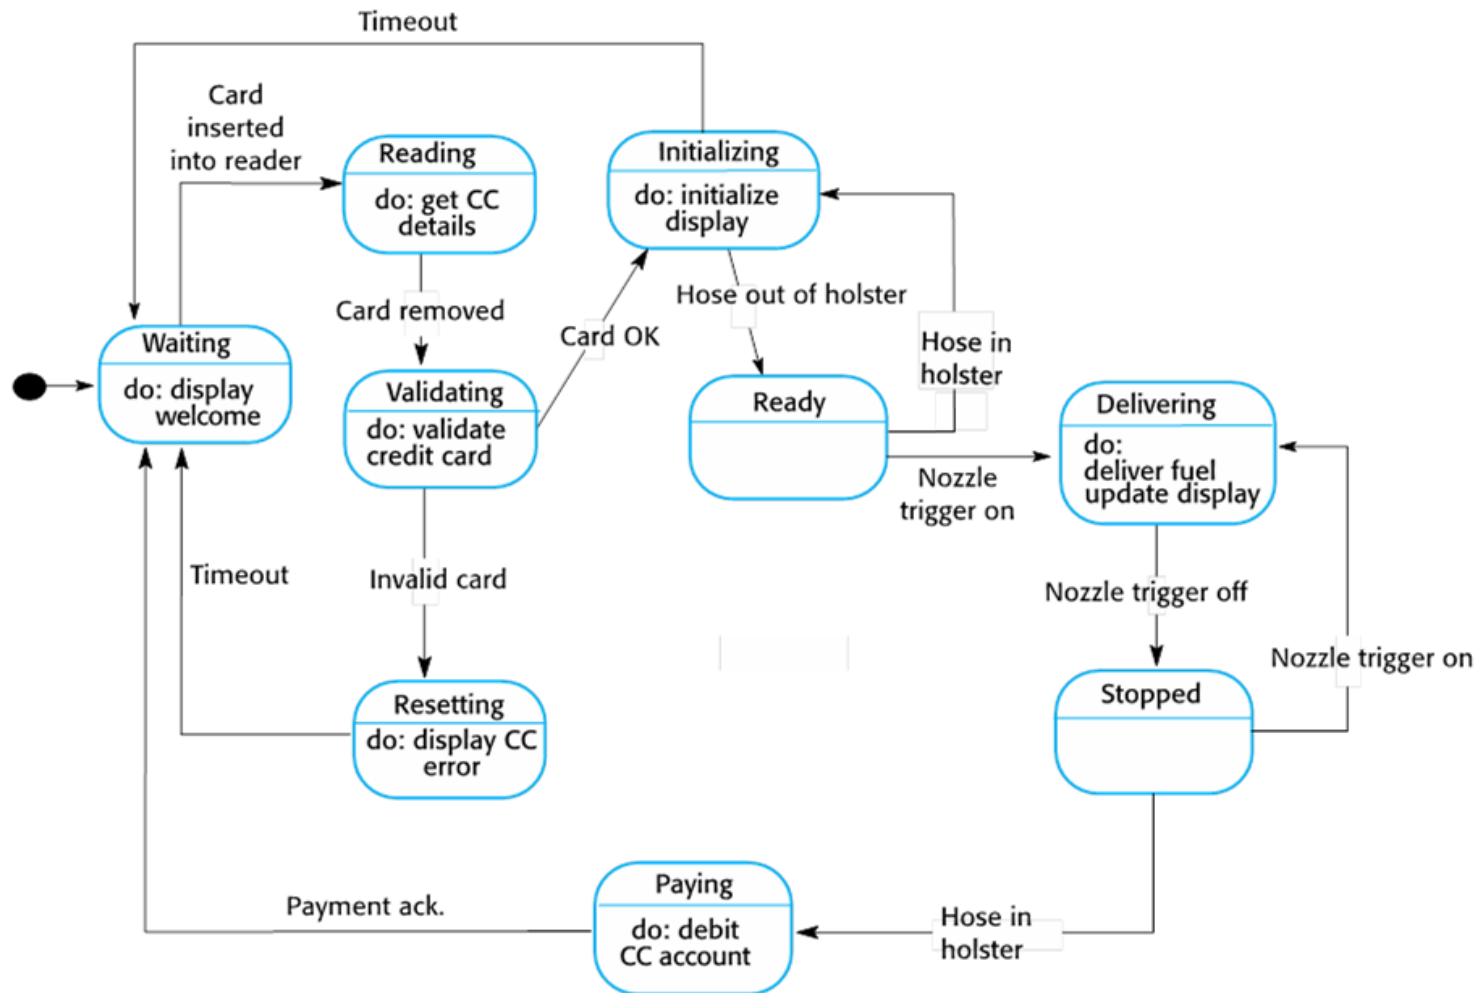 Timeout
Card
inserted
into reader
Reading
do: get CC
details
Initializing
do: initialize
display
Card removed
Hose out of holster
Card OK
Hose in
holster
Waiting
do: display
welcome
Validating
do: validate
credit card
Ready
Delivering
do:
deliver fuel
update display
Nozzle
trigger on
Timeout
Invalid card
Nozzle trigger off
Nozzle trigger on
Resetting
do: display CC
error
Stopped
Paying
do: debit
CC account
Payment ack.
Hose in
holster